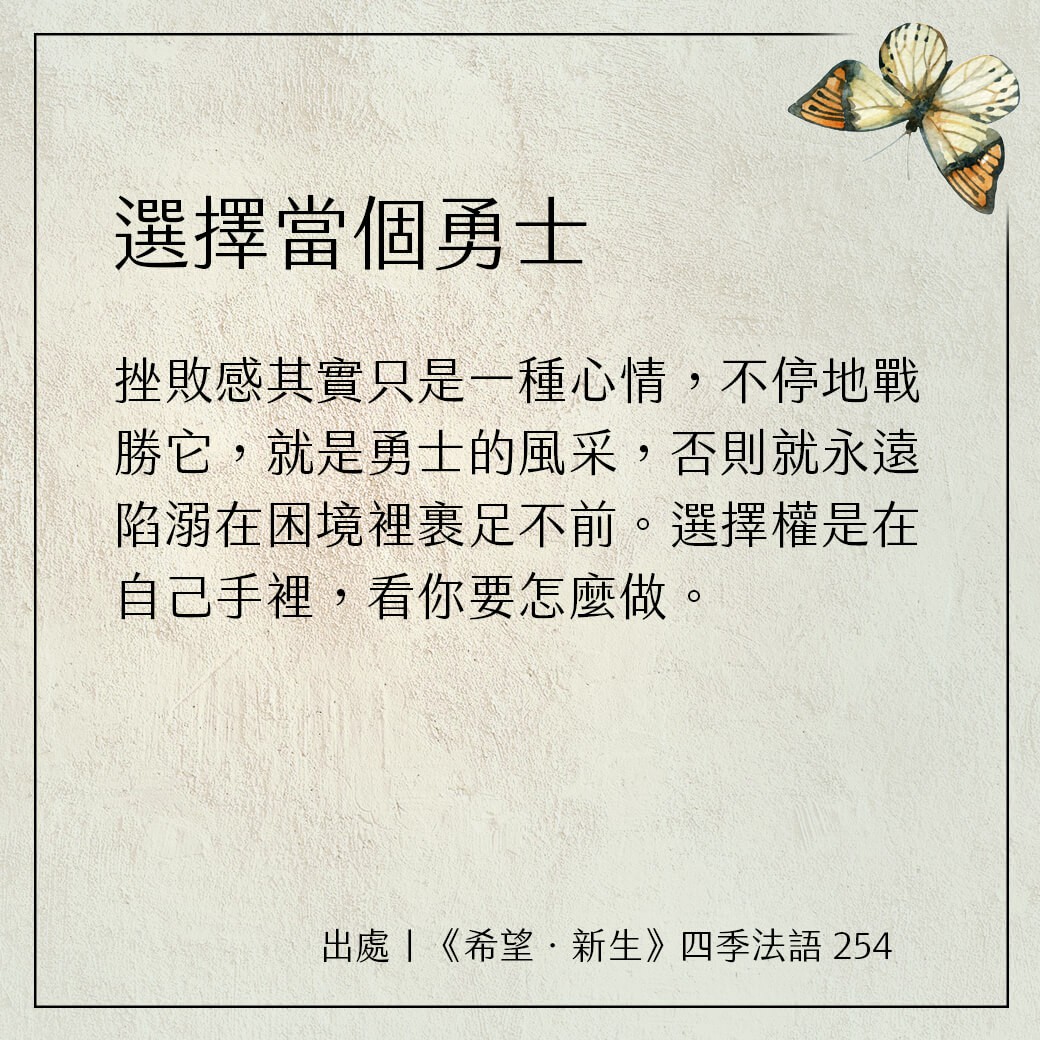 選擇當個勇士
挫敗感其實只是一種心情，不停地戰
勝它，就是勇士的風采，否則就永遠
陷溺在困境裡裹足不前。選擇權是在
自己手裡，看你要怎麼做。
出處丨《希望．新生》四季法語 254